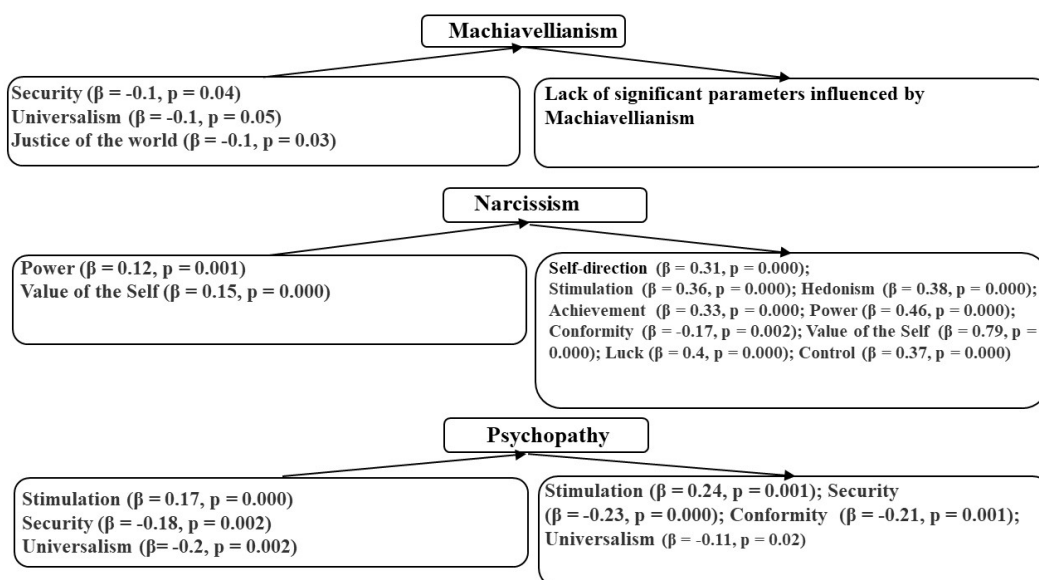 Machiavellianism
Security (β = -0.1, p = 0.04)
Universalism (β = -0.1, p = 0.05)
Justice of the world (β = -0.1, p = 0.03)
Lack of significant parameters influenced by
Machiavellianism
Narcissism
Power (β = 0.12, p = 0.001)
Value of the Self (β = 0.15, p = 0.000)
Self-direction (β = 0.31, p = 0.000);
Stimulation (β = 0.36, p = 0.000); Hedonism (β = 0.38, p = 0.000);
Achievement (β = 0.33, p = 0.000; Power (β = 0.46, p = 0.000);
Conformity (β = -0.17, p = 0.002); Value of the Self (β = 0.79, p =
0.000); Luck (β = 0.4, p = 0.000); Control (β = 0.37, p = 0.000)
Psychopathy
Stimulation (β = 0.17, p = 0.000)
Security (β = -0.18, p = 0.002)
Universalism (β= -0.2, p = 0.002)
Stimulation (β = 0.24, p = 0.001); Security
(β = -0.23, p = 0.000); Conformity (β = -0.21, p = 0.001);
Universalism (β = -0.11, p = 0.02)